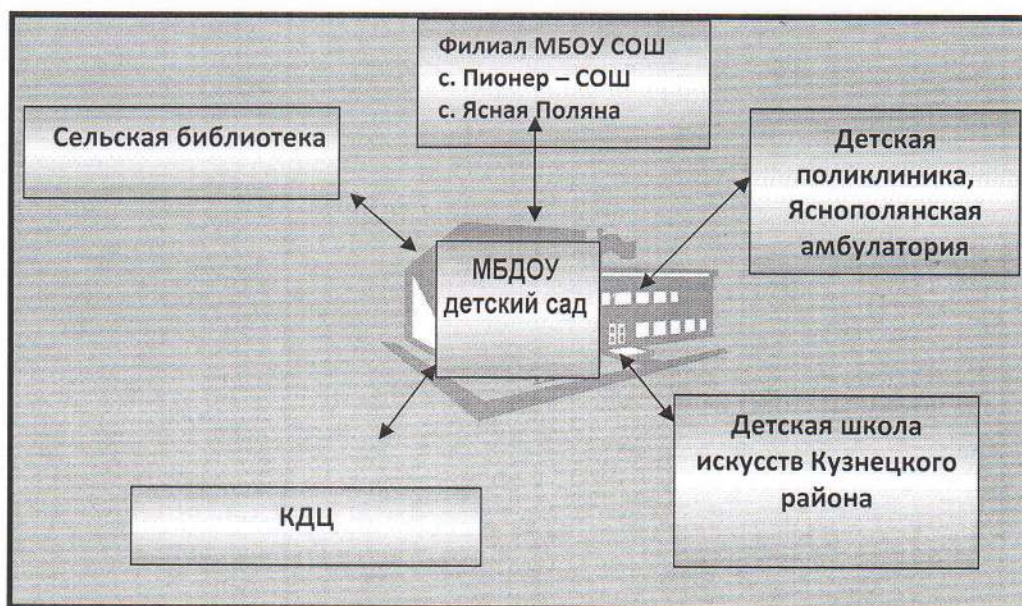 Филиал МБОУ СОШ
с. Пионер – СОШ
с. Ясная Поляна
Сельская библиотека
Детская
поликлиника,
Яснополянская
амбулатория
МБДОУ
детский сад
Детская школа
искусств Кузнецкого
района
КДЦ